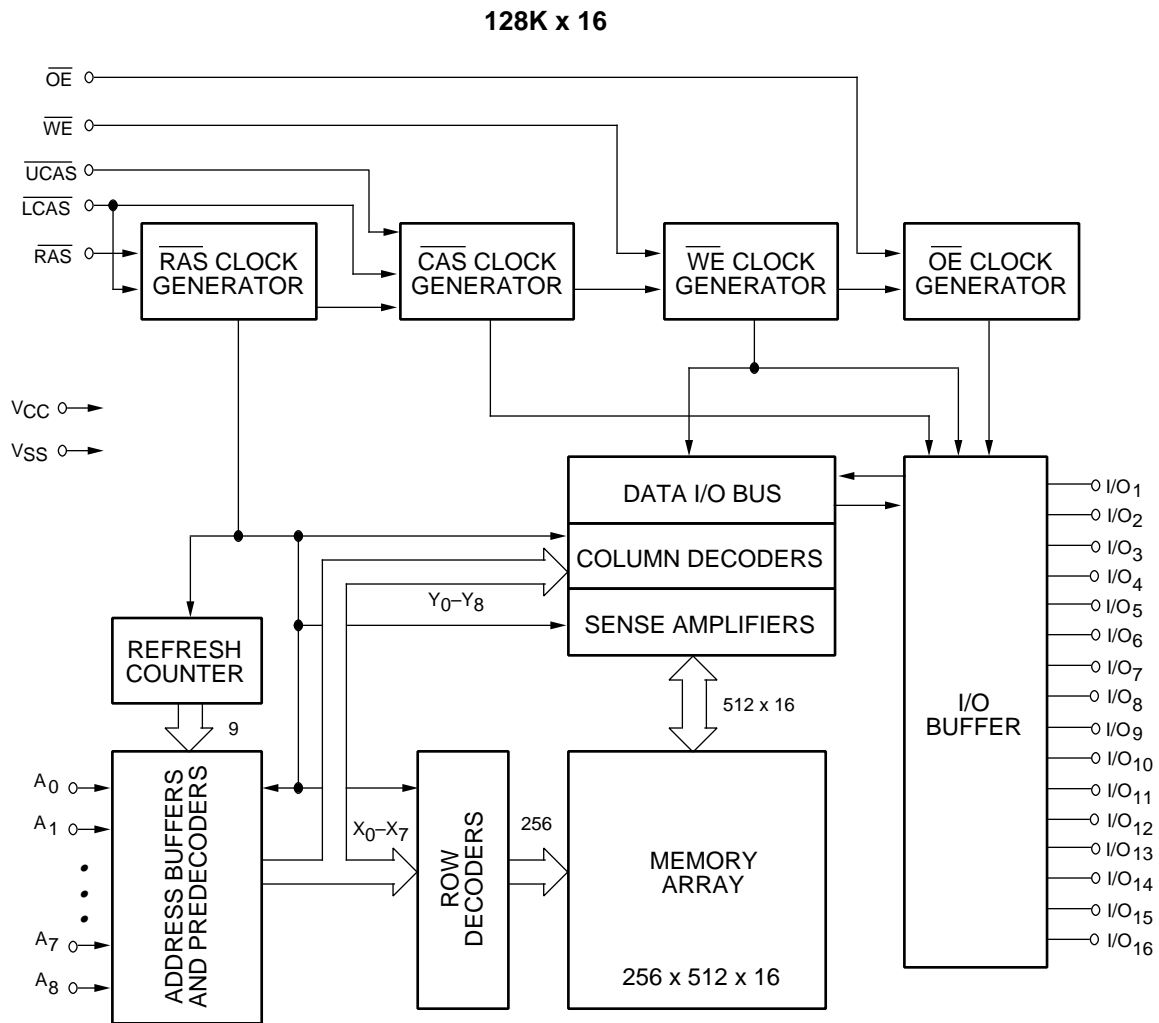 128K x 16
OE
WE
UCAS
LCAS
RAS
RAS CLOCK
GENERATOR
CAS CLOCK
GENERATOR
WE CLOCK
GENERATOR
OE CLOCK
GENERATOR
VCC
VSS
DATA I/O BUS
COLUMN DECODERS
SENSE AMPLIFIERS
Y0–Y8
REFRESH
COUNTER
9
512 x 16
I/O
BUFFER
I/O1
I/O2
I/O3
I/O4
I/O5
I/O6
I/O7
I/O8
I/O9
I/O10
I/O11
I/O12
I/O13
I/O14
I/O15
I/O16
A0
A1
A7
A8
ADDRESS BUFFERS
AND PREDECODERS
X0–X7
ROW
DECODERS
256
MEMORY
ARRAY
256 x 512 x 16